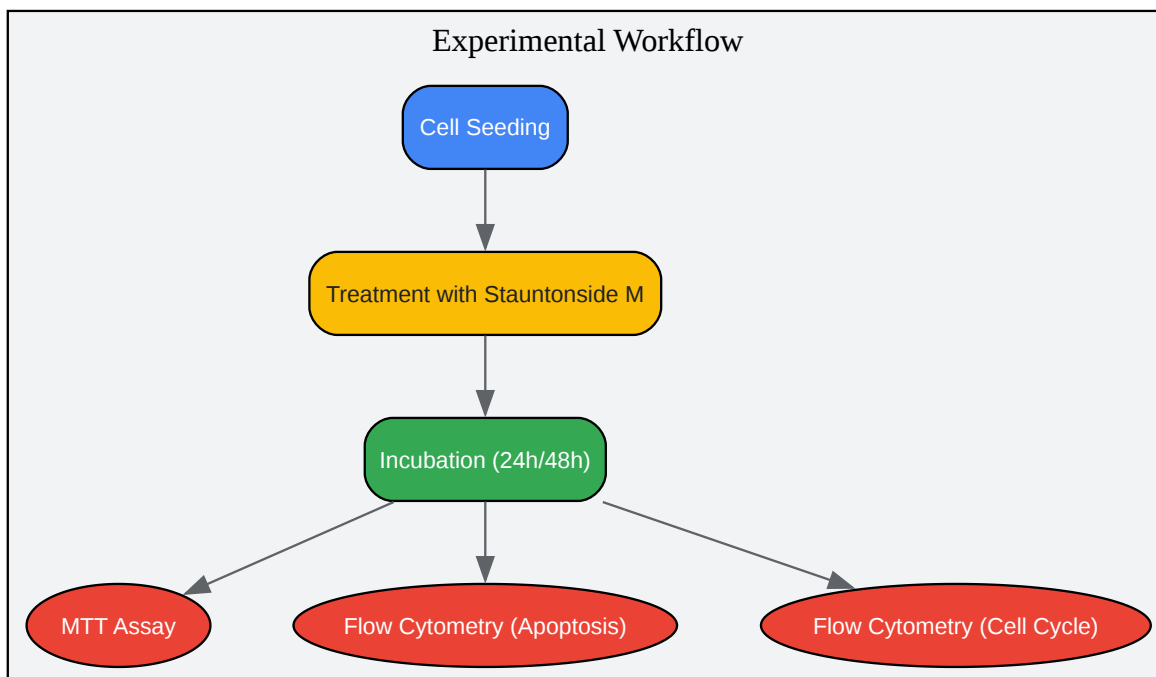 Experimental Workflow
Cell Seeding
Treatment with Stauntonside M
Incubation (24h/48h)
MTT Assay
Flow Cytometry (Apoptosis)
Flow Cytometry (Cell Cycle)